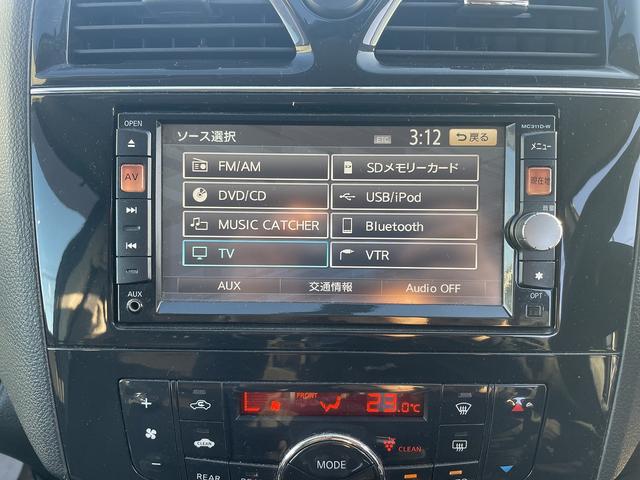 OPEN
MC311D-W
ソース選択
ETC
3:12
戻る
メニュー
AV
FM/AM
SDメモリーカード
現在地
DVD/CD
USB/iPod
MUSIC CATCHER
Bluetooth
TV
VTR
AUX
交通情報
Audio OFF
AUX
OPT
FRONT
23.0°C
CLEAN
CLEAN
MODE
REAR